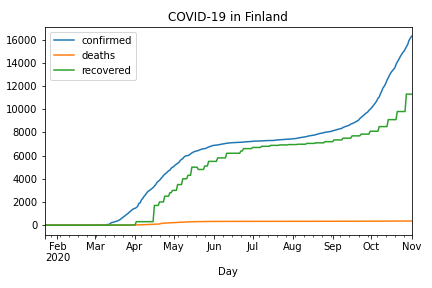 COVID-19 in Finland
confirmed
deaths
recovered
16000
14000
12000
10000
8000
6000
4000
2000
0
Feb Mar Apr May Jun Jul Aug Sep Oct Nov
2020
Day